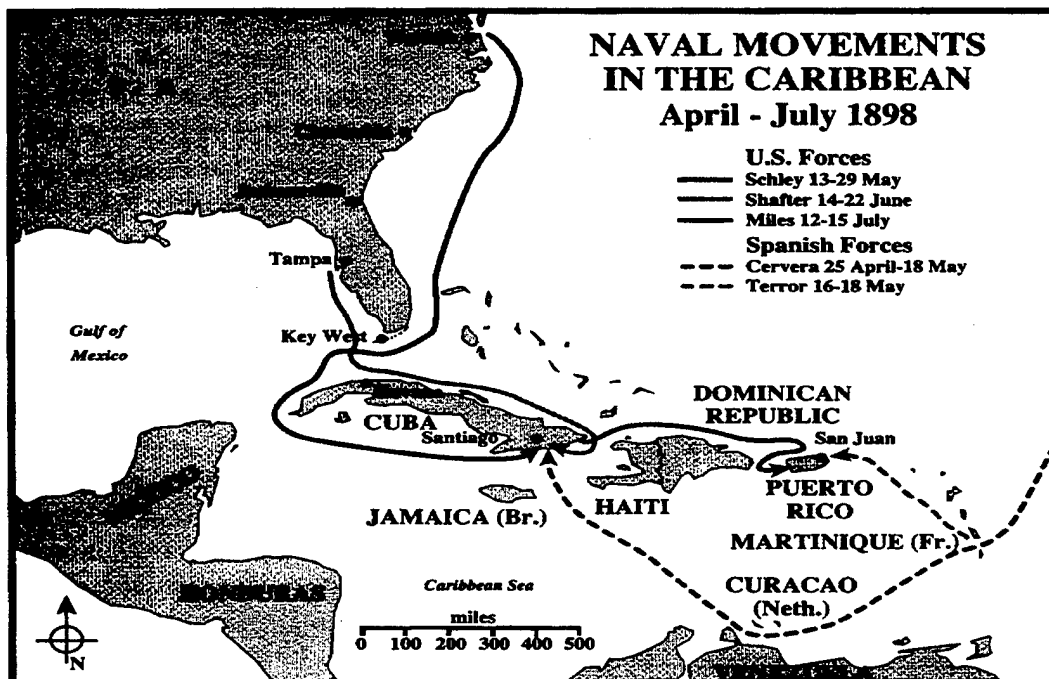 NAVAL MOVEMENTS
IN THE CARIBBEAN
April - July 1898
U.S. Forces
Schley 13-29 May
Shafter 14-22 June
Miles 12-15 July
Spanish Forces
Cervera 25 April-18 May
Terror 16-18 May
Tampa
Key West
Gulf of
Mexico
CUBA
Santiago
DOMINICAN
REPUBLIC
San Juan
HAITI
PUERTO
RICO
JAMAICA (Br.)
MARTINIQUE (Fr.)
CURACAO
(Neth.)
HONDURAS
Caribbean Sea
miles
0 100 200 300 400 500
N